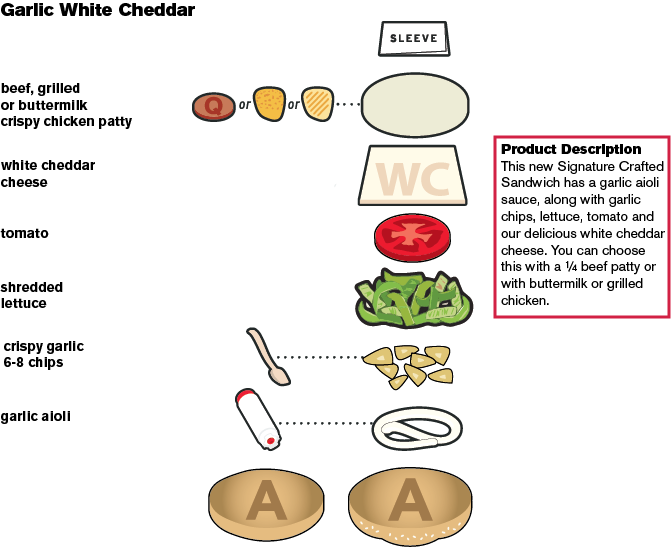 Garlic White Cheddar
SLEEVE
beef, grilled
or buttermilk
crispy chicken patty
Q or or
white cheddar
cheese
WC
Product Description
This new Signature Crafted
Sandwich has a garlic aioli
sauce, along with garlic
chips, lettuce, tomato and
our delicious white cheddar
cheese. You can choose
this with a ¼ beef patty or
with buttermilk or grilled
chicken.
tomato
shredded
lettuce
crispy garlic
6-8 chips
garlic aioli
A A